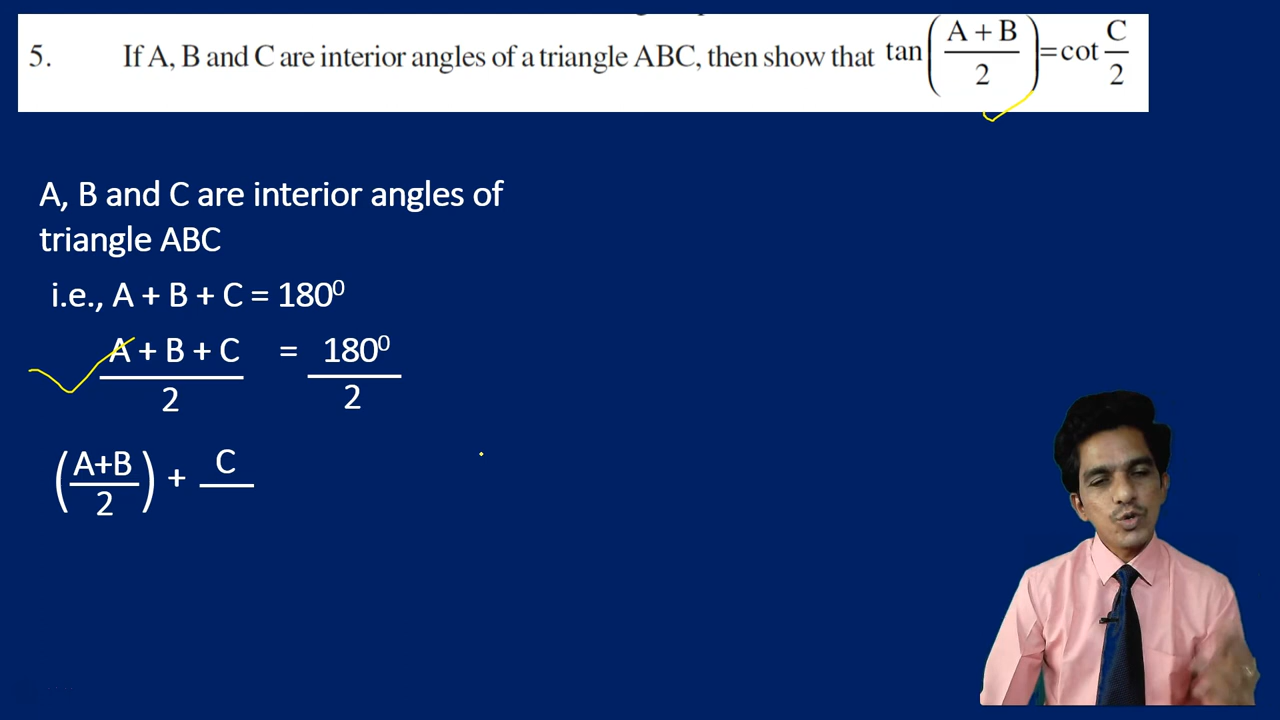 5. If A, B and C are interior angles of a triangle ABC, then show that tan((A + B)/2) = cot C/2
A, B and C are interior angles of
triangle ABC
i.e., A + B + C = 180⁰
(A + B + C)/2 = 180⁰/2
((A+B)/2) + C